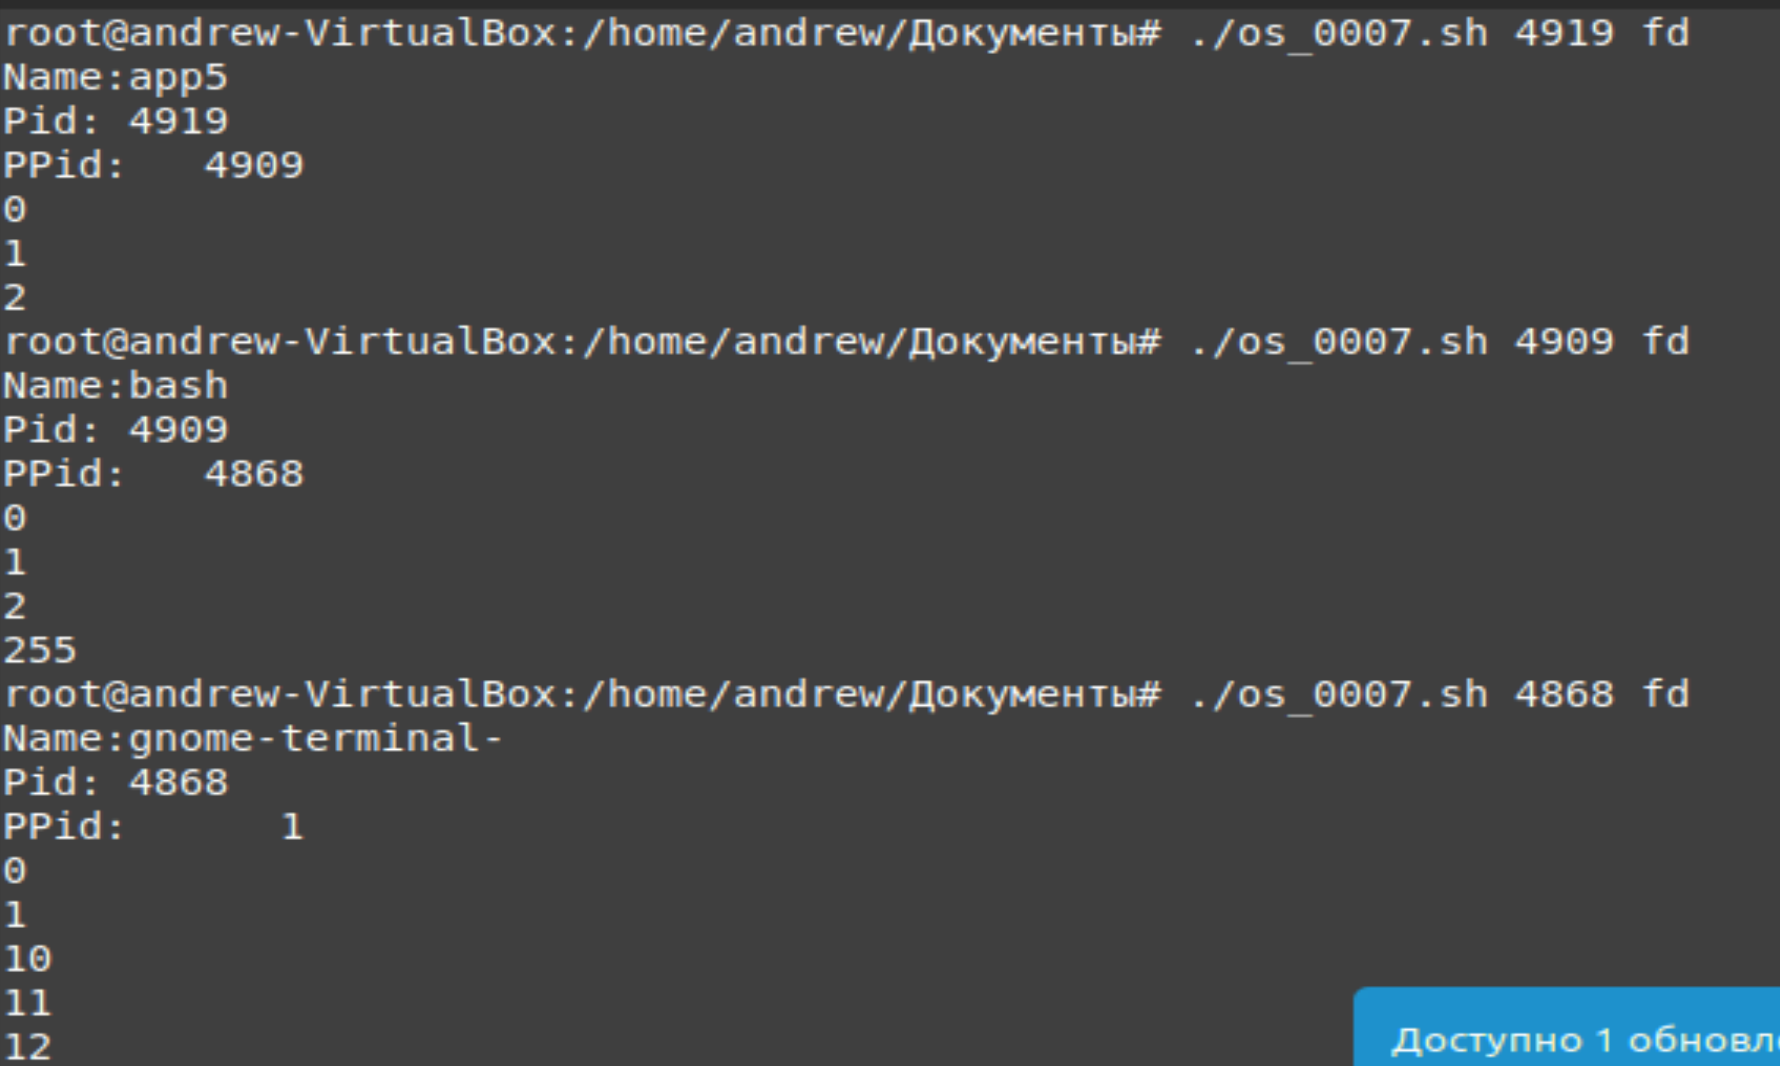 root@andrew-VirtualBox:/home/andrew/Документы# ./os_0007.sh 4919 fd
Name:app5
Pid: 4919
PPid:   4909
0
1
2
root@andrew-VirtualBox:/home/andrew/Документы# ./os_0007.sh 4909 fd
Name:bash
Pid: 4909
PPid:   4868
0
1
2
255
root@andrew-VirtualBox:/home/andrew/Документы# ./os_0007.sh 4868 fd
Name:gnome-terminal-
Pid: 4868
PPid:      1
0
1
10
11
12
Доступно 1